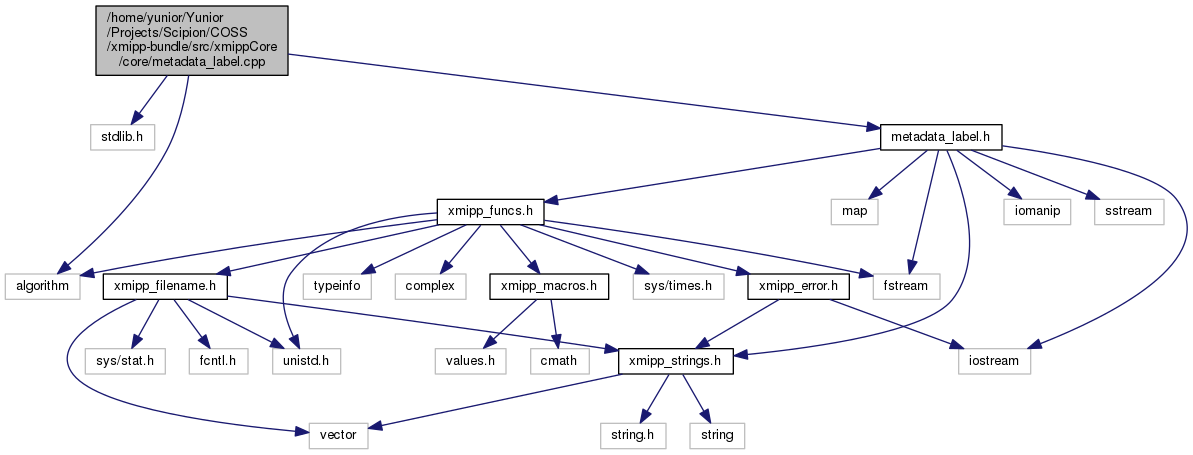 /home/yunior/Yunior
/Projects/Scipion/COSS
/xmipp-bundle/src/xmippCore
/core/metadata_label.cpp
stdlib.h
metadata_label.h
xmipp_funcs.h
map
iomanip
sstream
algorithm
xmipp_filename.h
typeinfo
complex
xmipp_macros.h
sys/times.h
xmipp_error.h
fstream
sys/stat.h
fcntl.h
unistd.h
values.h
cmath
xmipp_strings.h
iostream
vector
string.h
string